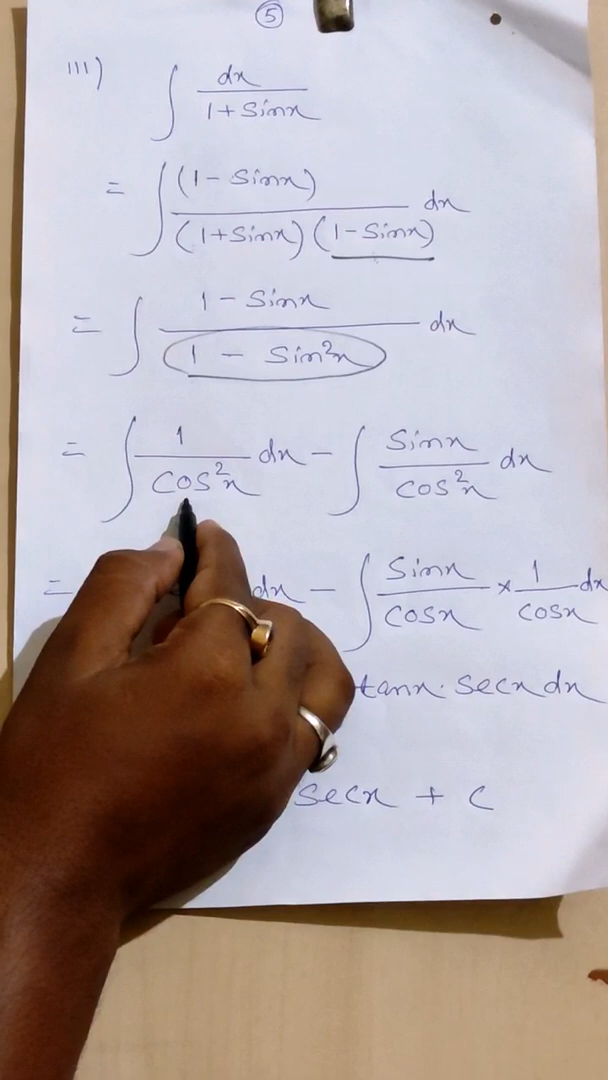 5
III) ∫ dx / 1 + Sinx
= ∫ (1 - Sinx) / (1+Sinx) (1-Sinx) dx
= ∫ 1 - Sinx / 1 - Sin²x dx
= ∫ 1 / cos²x dx - ∫ Sinx / cos²x dx
= dx - ∫ Sinx / cosx × 1 / cosx dx
tanx · secx dx
secx + c